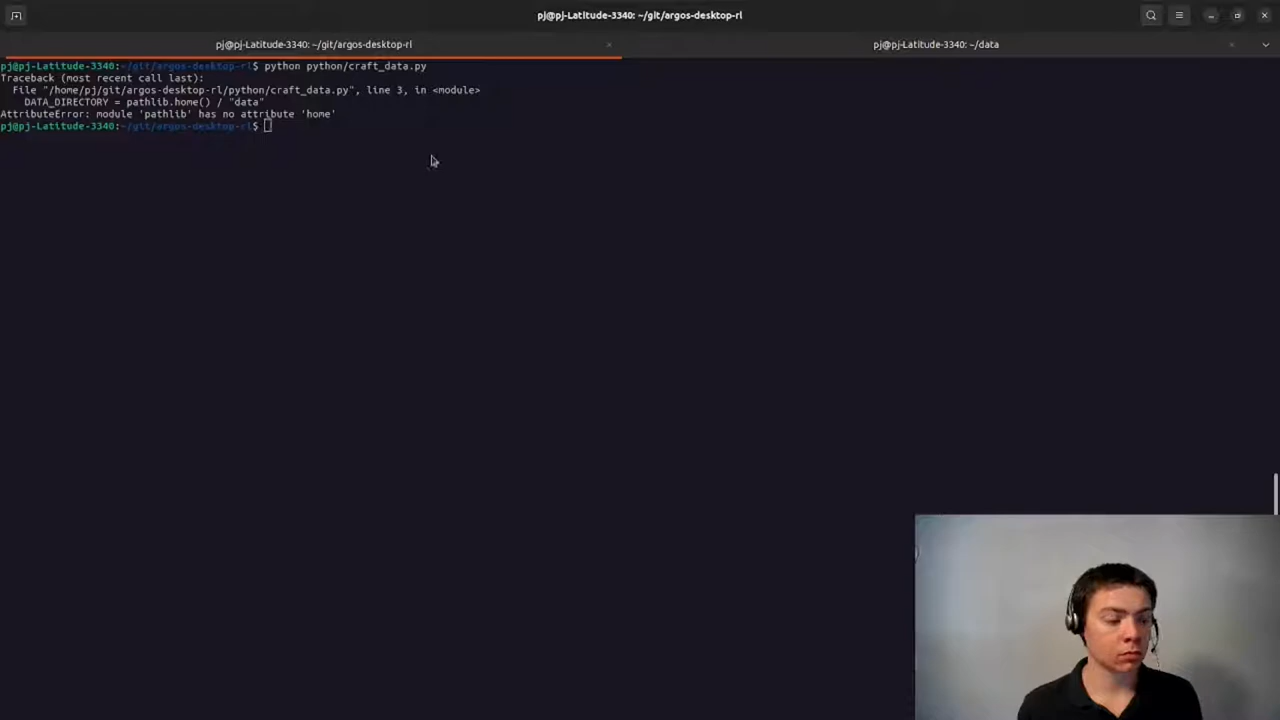 pj@pj-Latitude-3340: ~/git/argos-desktop-rl
pj@pj-Latitude-3340: ~/git/argos-desktop-rl
pj@pj-Latitude-3340: ~/data
pj@pj-Latitude-3340:~/git/argos-desktop-rl$ python python/craft_data.py
Traceback (most recent call last):
  File "/home/pj/git/argos-desktop-rl/python/craft_data.py", line 3, in <module>
    DATA_DIRECTORY = pathlib.home() / "data"
AttributeError: module 'pathlib' has no attribute 'home'
pj@pj-Latitude-3340:~/git/argos-desktop-rl$